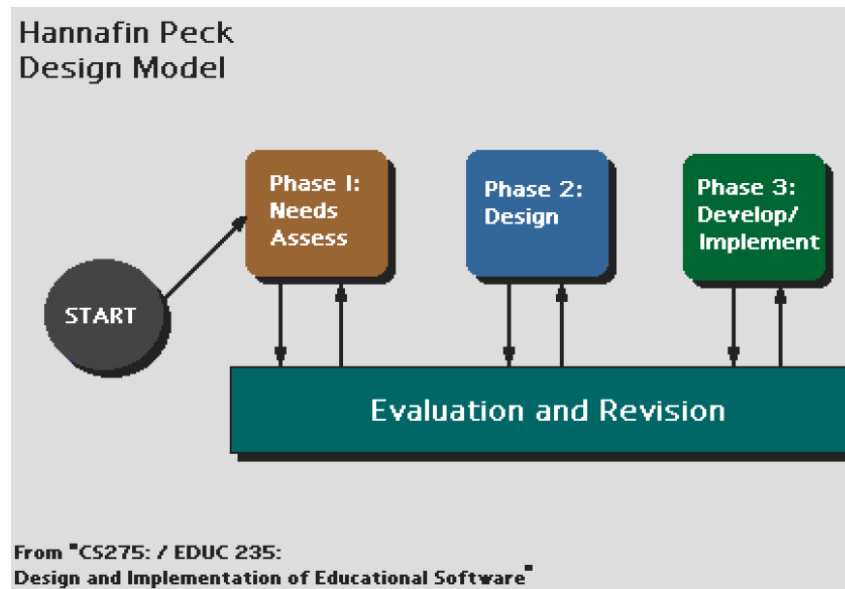 Hannafin Peck
Design Model
Phase 1:
Needs
Assess
Phase 2:
Design
Phase 3:
Develop/
Implement
START
Evaluation and Revision
From "CS275: / EDUC 235:
Design and Implementation of Educational Software"